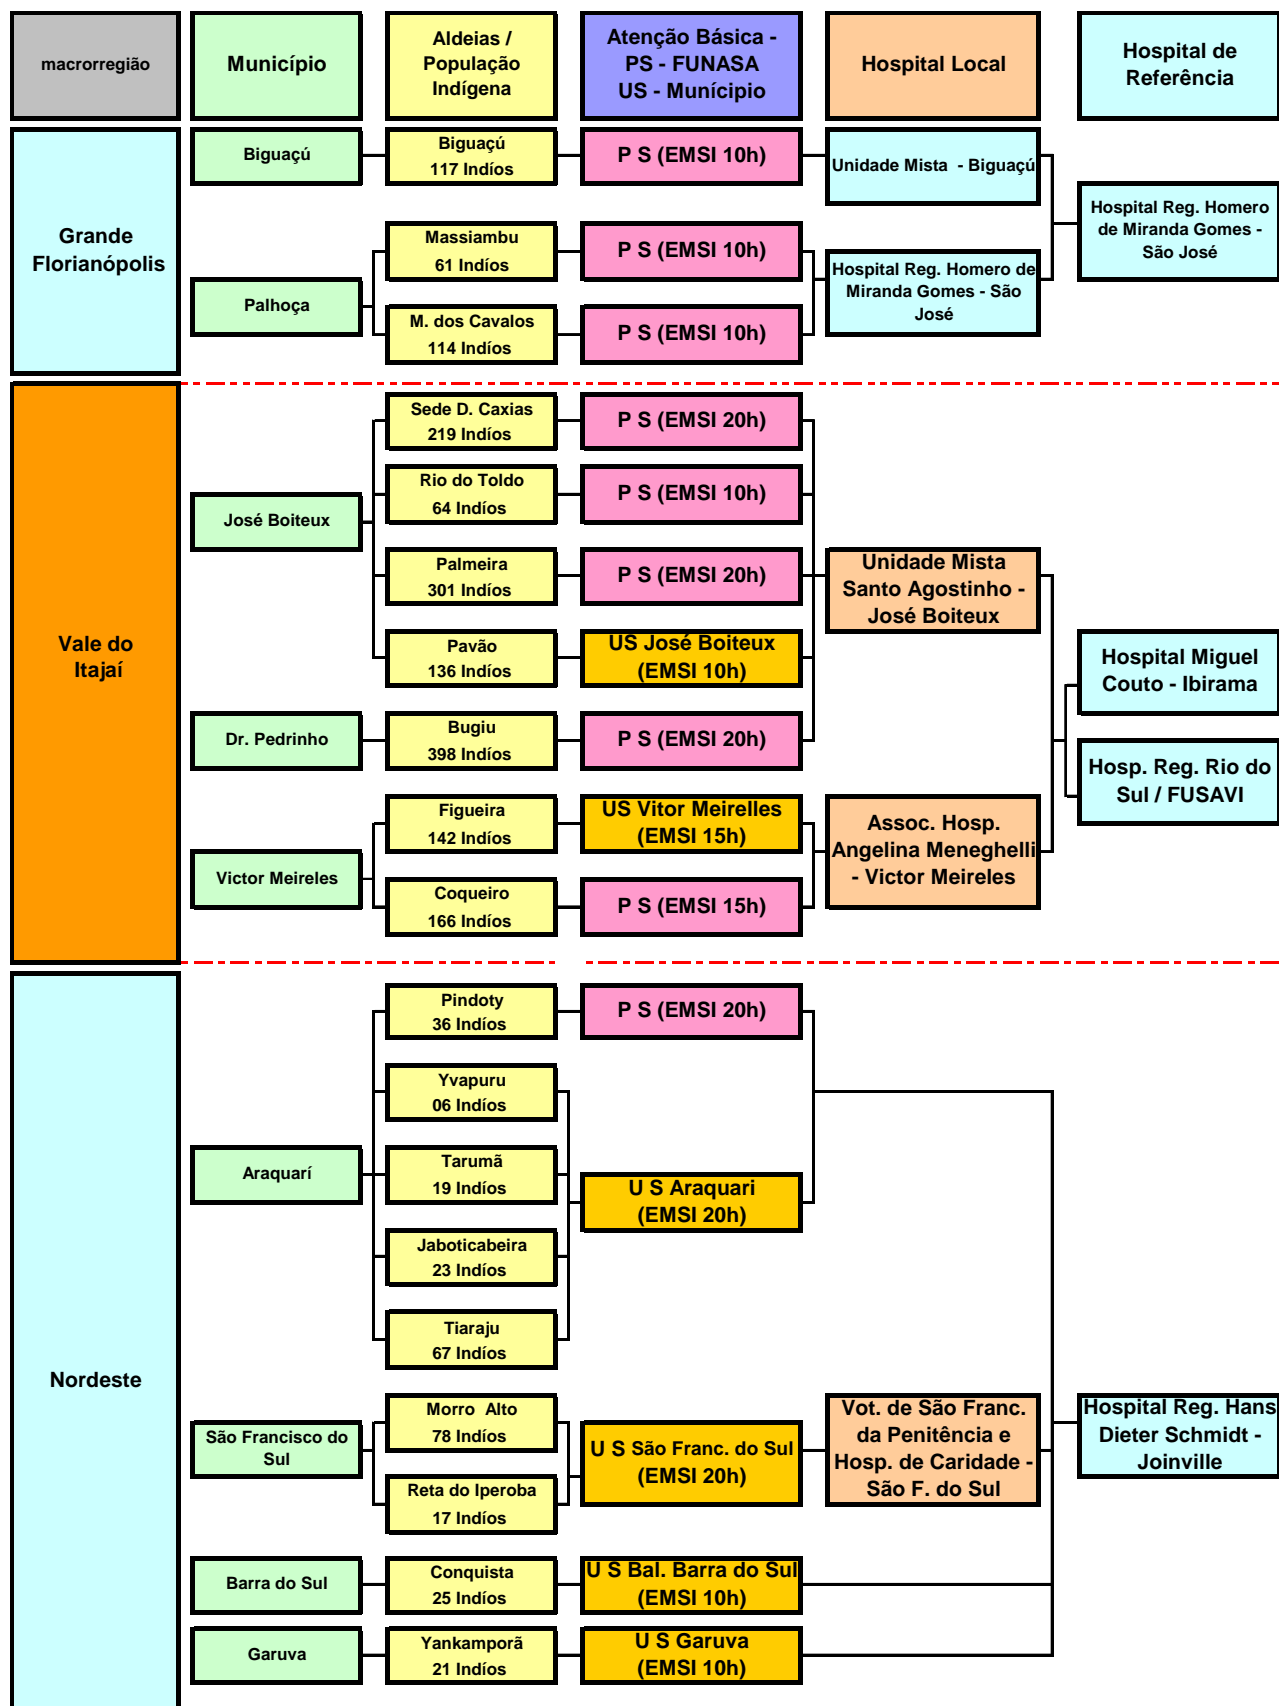 macrorregião
Município
Aldeias /
População
Indígena
Atenção Básica -
PS - FUNASA
US - Munícipio
Hospital Local
Hospital de
Referência
Grande
Florianópolis
Biguaçú
Biguaçú
117 Indíos
P S (EMSI 10h)
Unidade Mista - Biguaçú
Palhoça
Massiambu
61 Indíos
P S (EMSI 10h)
M. dos Cavalos
114 Indíos
P S (EMSI 10h)
Hospital Reg. Homero de
Miranda Gomes - São
José
Hospital Reg. Homero
de Miranda Gomes -
São José
Vale do
Itajaí
José Boiteux
Sede D. Caxias
219 Indíos
P S (EMSI 20h)
Rio do Toldo
64 Indíos
P S (EMSI 10h)
Palmeira
301 Indíos
P S (EMSI 20h)
Pavão
136 Indíos
US José Boiteux
(EMSI 10h)
Unidade Mista
Santo Agostinho -
José Boiteux
Dr. Pedrinho
Bugiu
398 Indíos
P S (EMSI 20h)
Victor Meireles
Figueira
142 Indíos
US Vitor Meirelles
(EMSI 15h)
Coqueiro
166 Indíos
P S (EMSI 15h)
Assoc. Hosp.
Angelina Meneghelli
- Victor Meireles
Hospital Miguel
Couto - Ibirama
Hosp. Reg. Rio do
Sul / FUSAVI
Nordeste
Araquarí
Pindoty
36 Indíos
P S (EMSI 20h)
Yvapuru
06 Indíos
Tarumã
19 Indíos
Jaboticabeira
23 Indíos
Tiaraju
67 Indíos
U S Araquari
(EMSI 20h)
São Francisco do
Sul
Morro Alto
78 Indíos
Reta do Iperoba
17 Indíos
U S São Franc. do Sul
(EMSI 20h)
Vot. de São Franc.
da Penitência e
Hosp. de Caridade -
São F. do Sul
Hospital Reg. Hans
Dieter Schmidt -
Joinville
Barra do Sul
Conquista
25 Indíos
U S Bal. Barra do Sul
(EMSI 10h)
Garuva
Yankamporã
21 Indíos
U S Garuva
(EMSI 10h)